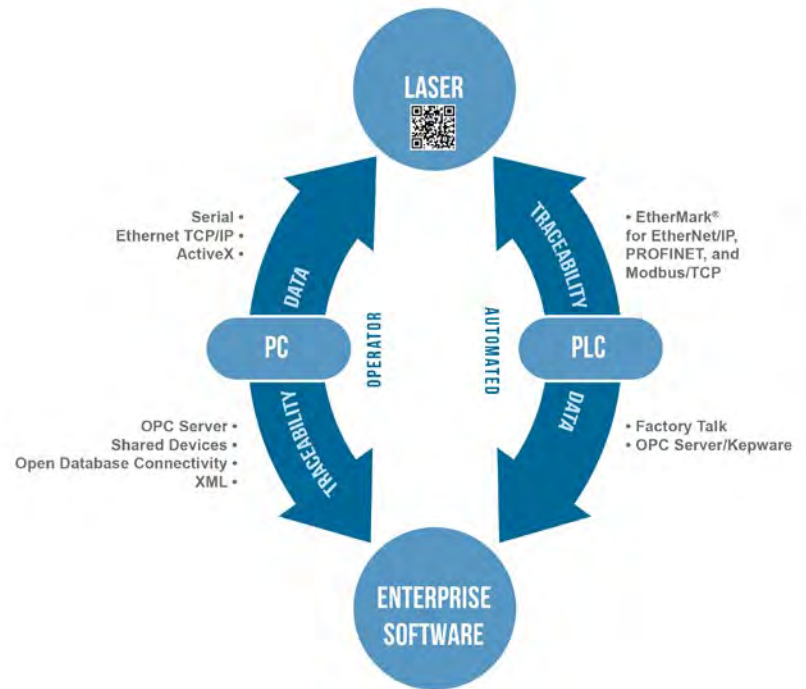 LASER
Serial •
Ethernet TCP/IP •
ActiveX •
DATA
TRACEABILITY
• EtherMark®
for EtherNet/IP,
PROFINET, and
Modbus/TCP
PC
OPERATOR
AUTOMATED
PLC
OPC Server •
Shared Devices •
Open Database Connectivity •
XML •
TRACEABILITY
DATA
• Factory Talk
• OPC Server/Kepware
ENTERPRISE
SOFTWARE